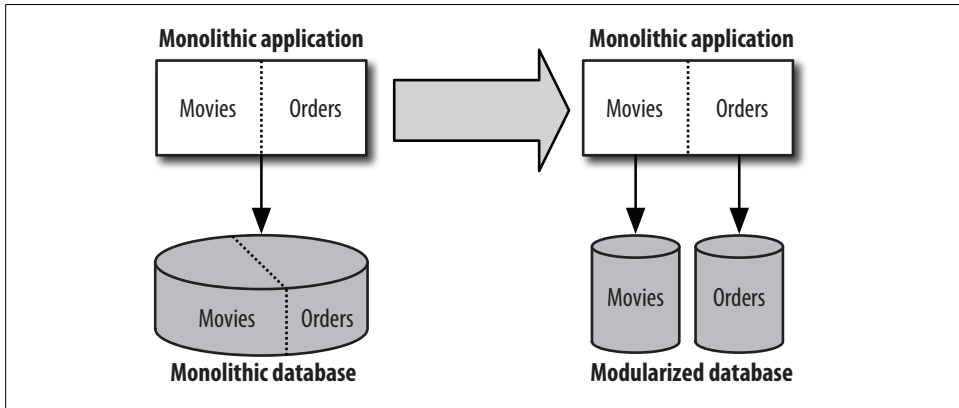 Monolithic application
Movies
Orders
Movies
Orders
Monolithic database
Monolithic application
Movies
Orders
Movies
Orders
Modularized database